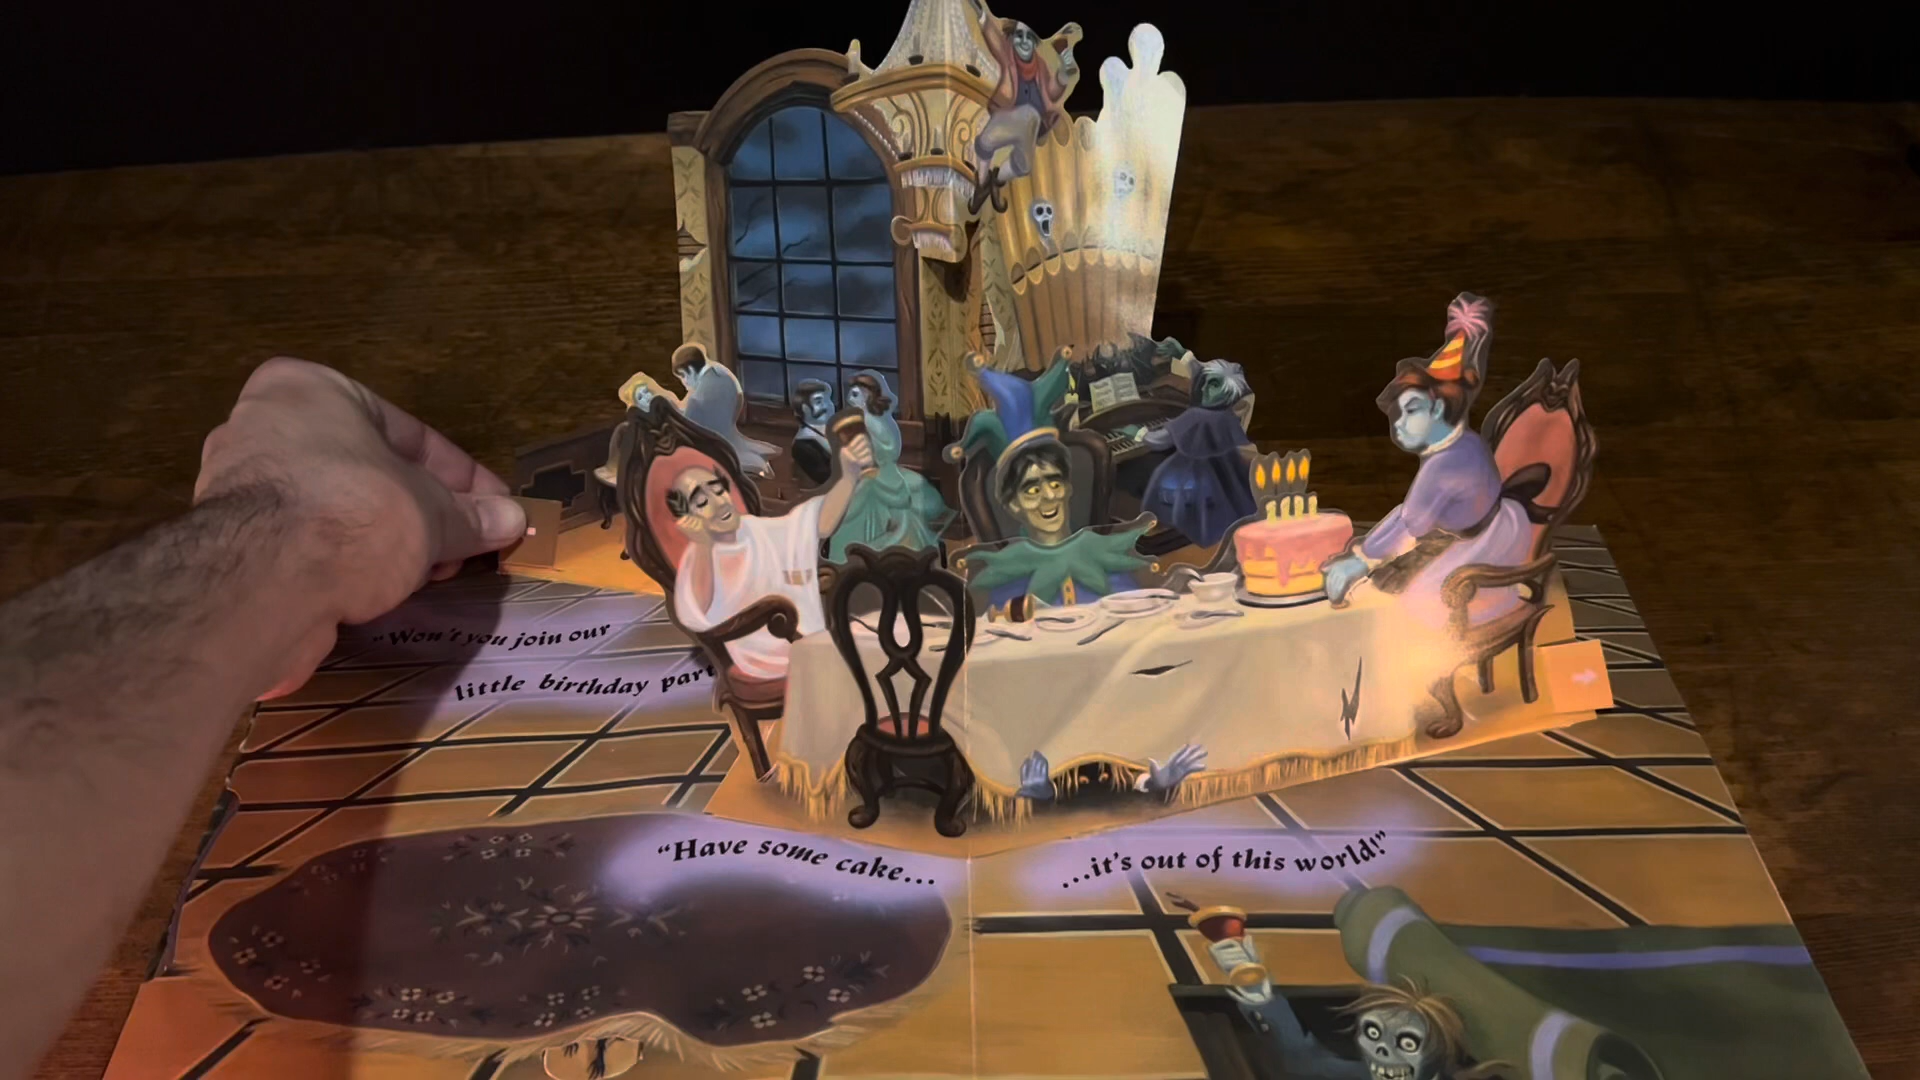 "Won't you join our
little birthday part
"Have some cake...
...it's out of this world!"